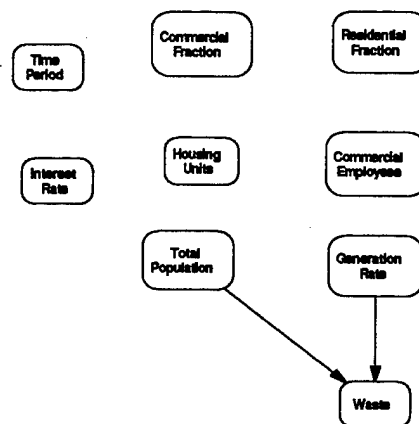 Commercial
Fraction
Residential
Fraction
Time
Period
Housing
Units
Commercial
Employees
Interest
Rate
Total
Population
Generation
Rate
Waste